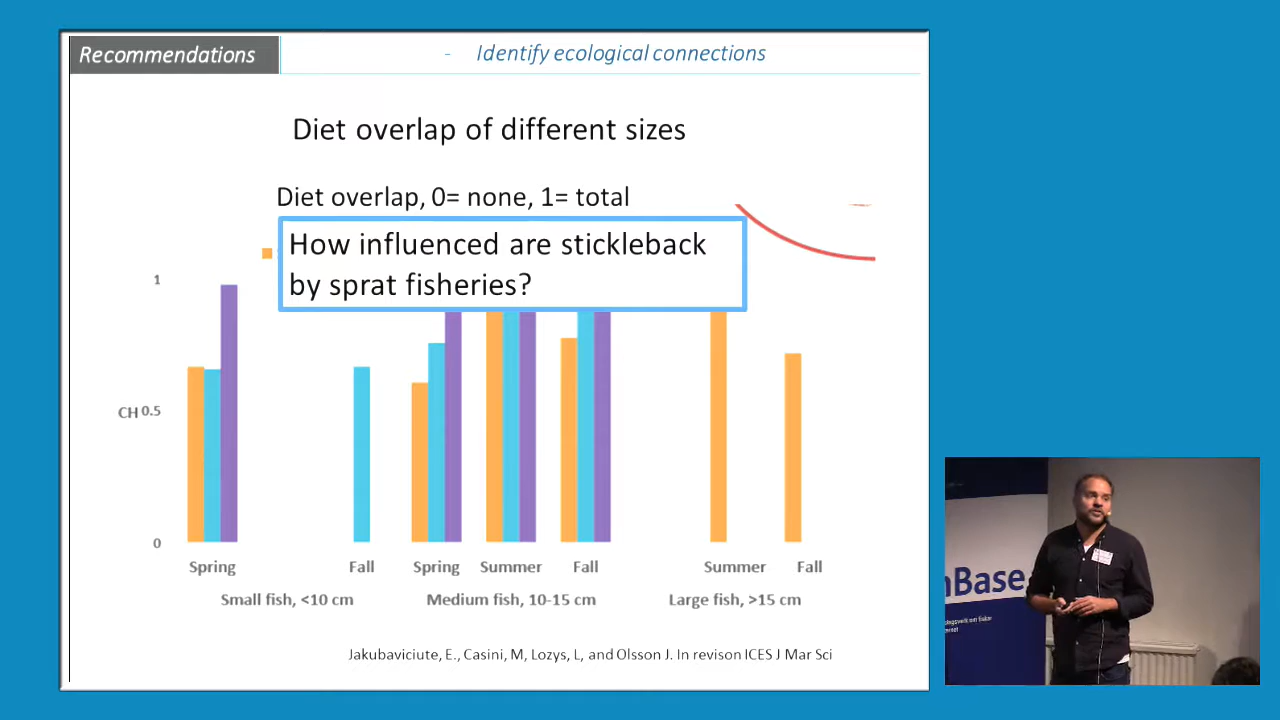 Recommendations
- Identify ecological connections
Diet overlap of different sizes
Diet overlap, 0= none, 1= total
How influenced are stickleback
by sprat fisheries?
1
CH 0.5
0
Spring Fall Spring Summer Fall Summer Fall
Small fish, <10 cm Medium fish, 10-15 cm Large fish, >15 cm
Jakubaviciute, E., Casini, M, Lozys, L, and Olsson J. In revison ICES J Mar Sci
nBase